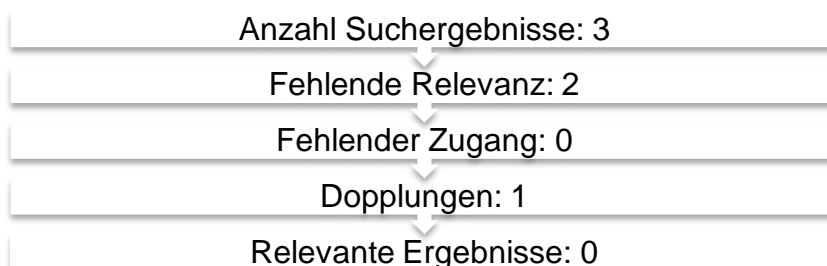 Anzahl Suchergebnisse: 3
Fehlende Relevanz: 2
Fehlender Zugang: 0
Dopplungen: 1
Relevante Ergebnisse: 0